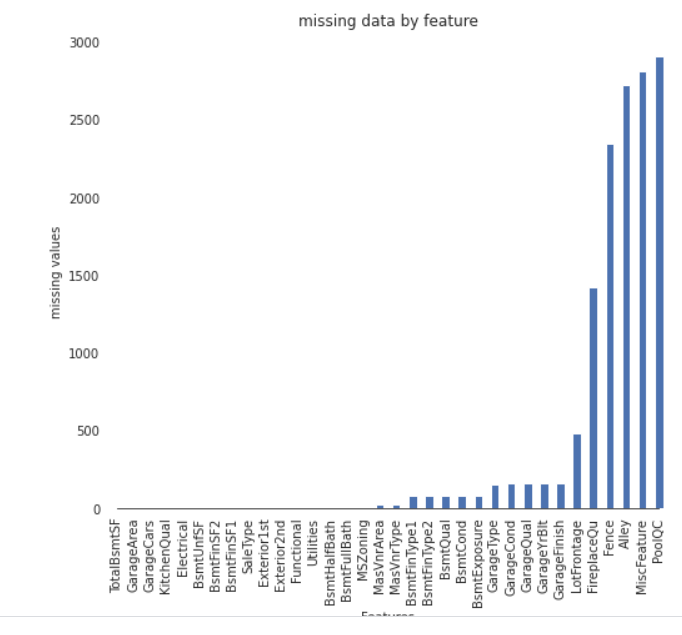 missing data by feature
3000
2500
2000
1500
1000
500
0
missing values
TotalBsmtSF
GarageArea
GarageCars
KitchenQual
Electrical
BsmtUnfSF
BsmtFinSF2
BsmtFinSF1
SaleType
Exterior1st
Exterior2nd
Functional
Utilities
BsmtHalfBath
BsmtFullBath
MSZoning
MasVnrArea
MasVnrType
BsmtFinType1
BsmtFinType2
BsmtQual
BsmtCond
BsmtExposure
GarageType
GarageCond
GarageQual
GarageYrBlt
GarageFinish
LotFrontage
FireplaceQu
Fence
Alley
MiscFeature
PoolQC
Features